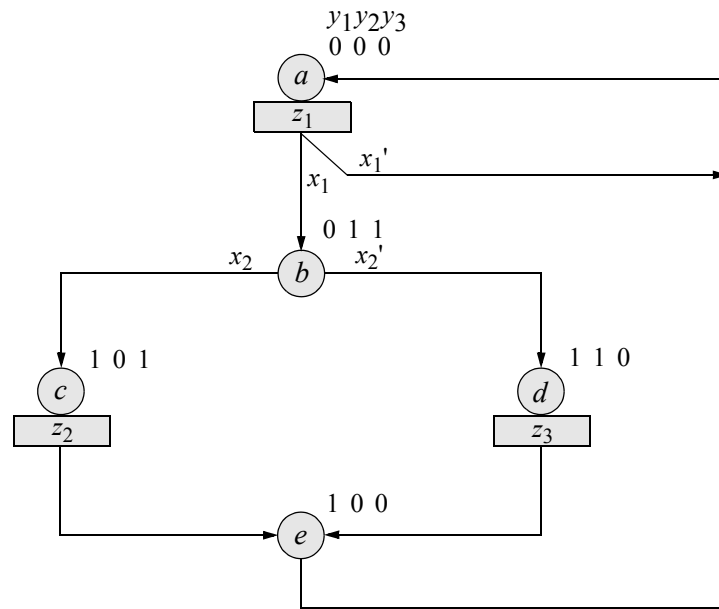 y₁y₂y₃
0 0 0
a
z₁
x₁ x₁'
0 1 1
x₂ b x₂'
1 0 1 1 1 0
c d
z₂ z₃
1 0 0
e